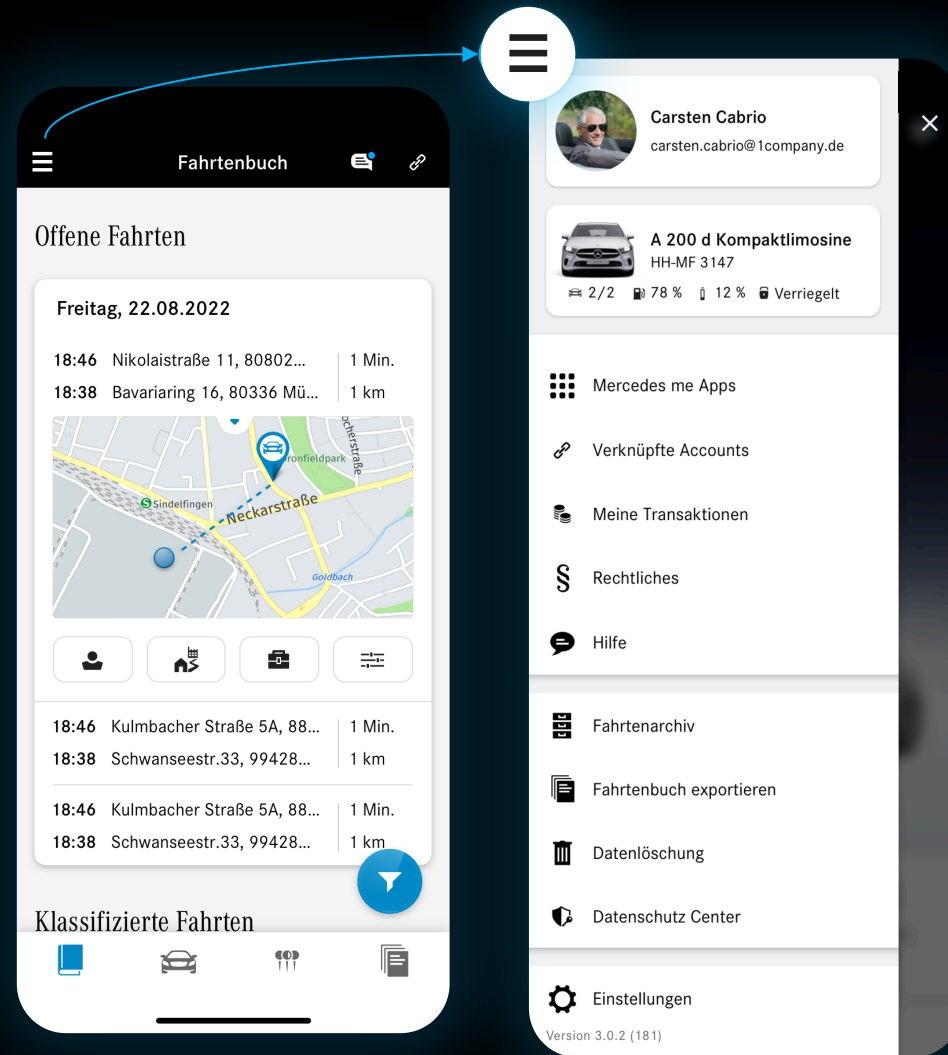 Fahrtenbuch
Offene Fahrten
Freitag, 22.08.2022
18:46 Nikolaistraße 11, 80802... 1 Min.
18:38 Bavariaring 16, 80336 Mü... 1 km
ronfieldpark
ocherstraße
S Sindelfingen
Neckarstraße
Goldbach
18:46 Kulmbacher Straße 5A, 88... 1 Min.
18:38 Schwanseestr.33, 99428... 1 km
18:46 Kulmbacher Straße 5A, 88... 1 Min.
18:38 Schwanseestr.33, 99428... 1 km
Klassifizierte Fahrten
Carsten Cabrio
carsten.cabrio@1company.de
A 200 d Kompaktlimosine
HH-MF 3147
2/2 78 % 12 % Verriegelt
Mercedes me Apps
Verknüpfte Accounts
Meine Transaktionen
§ Rechtliches
Hilfe
Fahrtenarchiv
Fahrtenbuch exportieren
Datenlöschung
Datenschutz Center
Einstellungen
Version 3.0.2 (181)